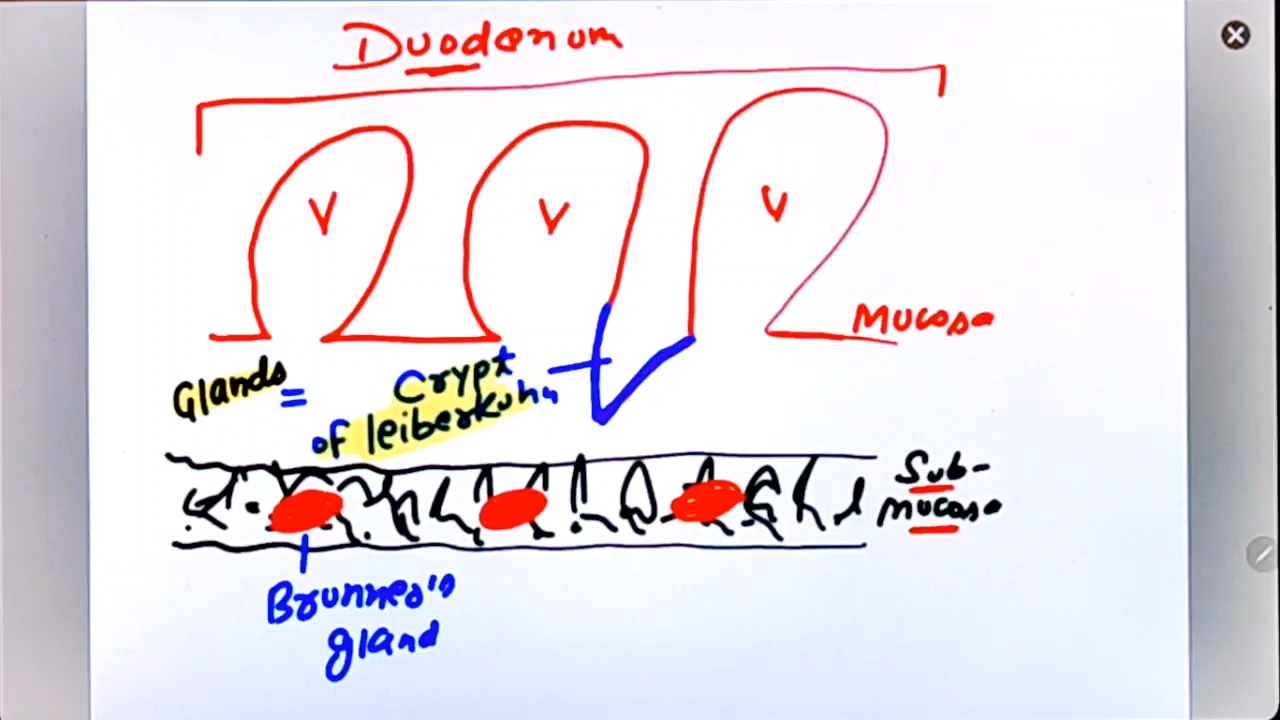 Duodenum
V V V
Mucosa
Glands =
Crypt
of leiberkuhn
Sub-
mucosa
Brunner's
gland